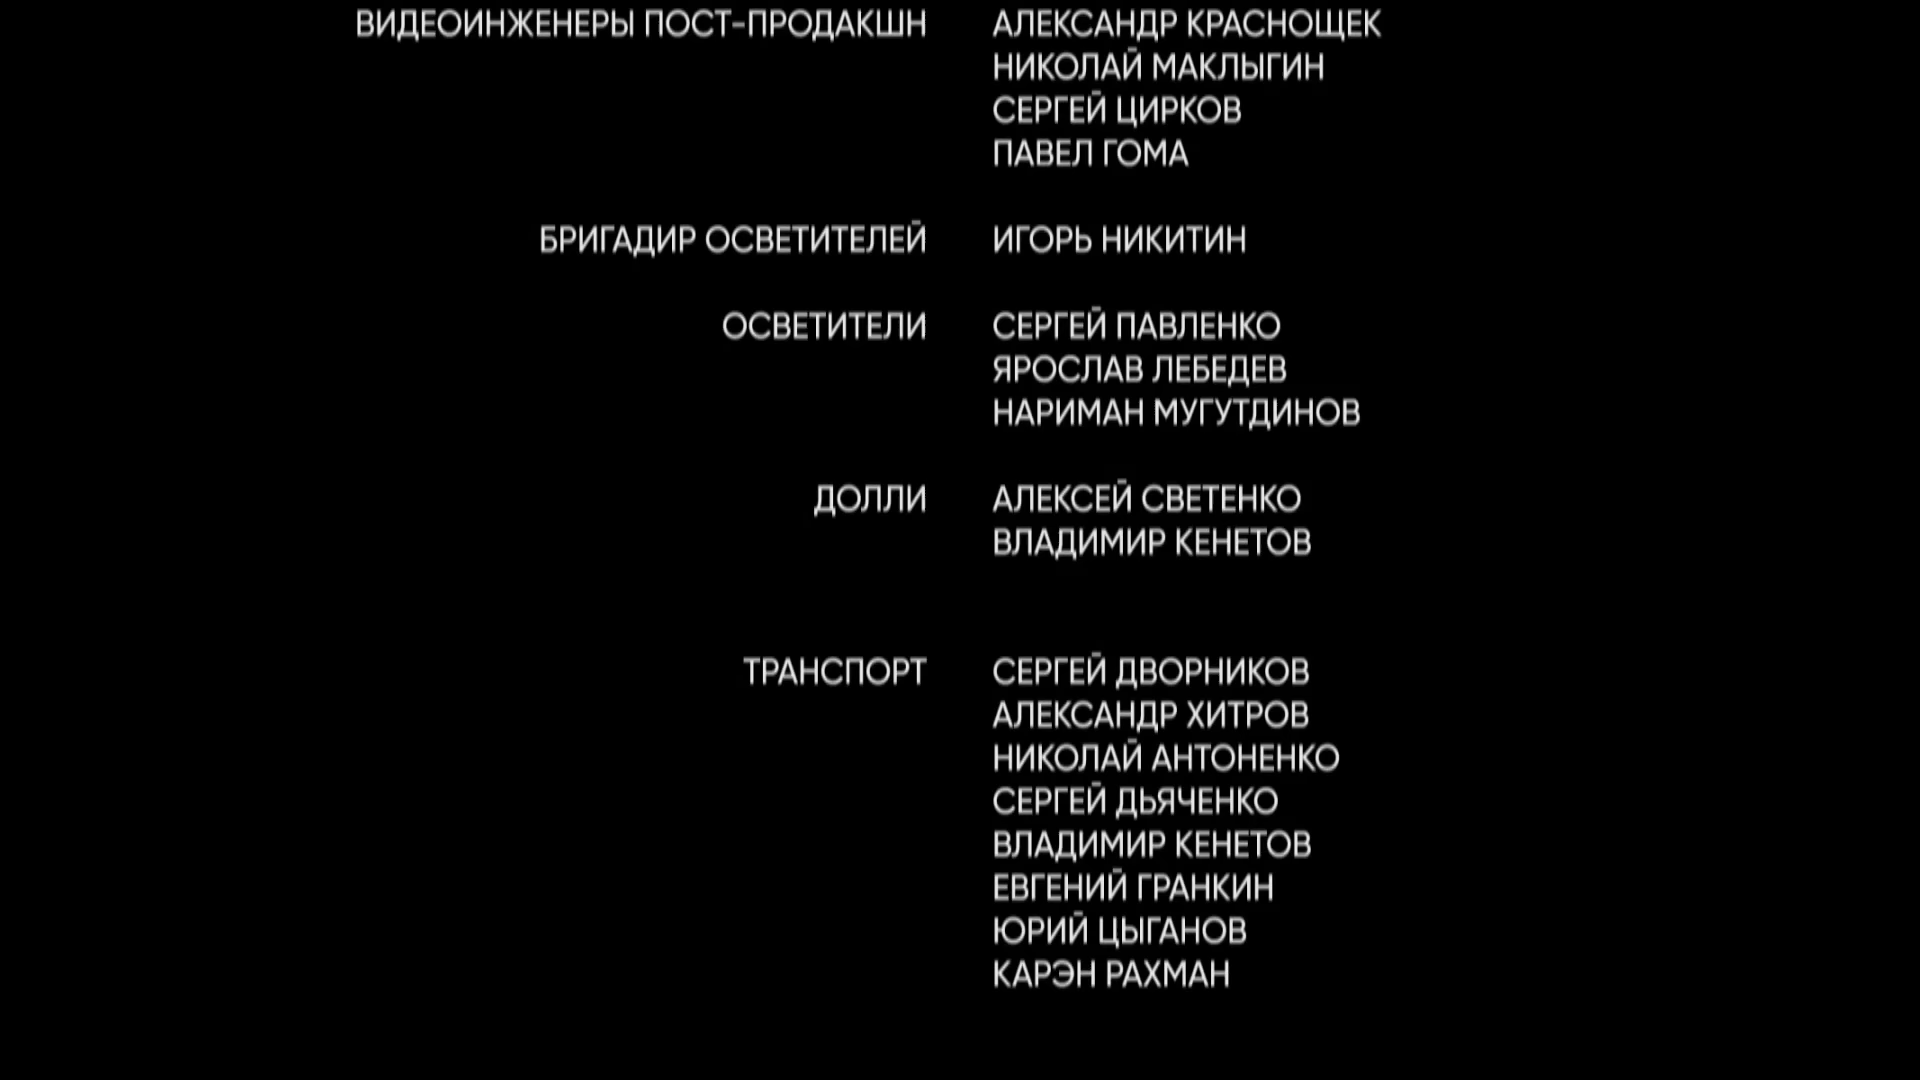 ВИДЕОИНЖЕНЕРЫ ПОСТ-ПРОДАКШН АЛЕКСАНДР КРАСНОЩЕК
НИКОЛАЙ МАКЛЫГИН
СЕРГЕЙ ЦИРКОВ
ПАВЕЛ ГОМА
БРИГАДИР ОСВЕТИТЕЛЕЙ ИГОРЬ НИКИТИН
ОСВЕТИТЕЛИ СЕРГЕЙ ПАВЛЕНКО
ЯРОСЛАВ ЛЕБЕДЕВ
НАРИМАН МУГУТДИНОВ
ДОЛЛИ АЛЕКСЕЙ СВЕТЕНКО
ВЛАДИМИР КЕНЕТОВ
ТРАНСПОРТ СЕРГЕЙ ДВОРНИКОВ
АЛЕКСАНДР ХИТРОВ
НИКОЛАЙ АНТОНЕНКО
СЕРГЕЙ ДЬЯЧЕНКО
ВЛАДИМИР КЕНЕТОВ
ЕВГЕНИЙ ГРАНКИН
ЮРИЙ ЦЫГАНОВ
КАРЭН РАХМАН